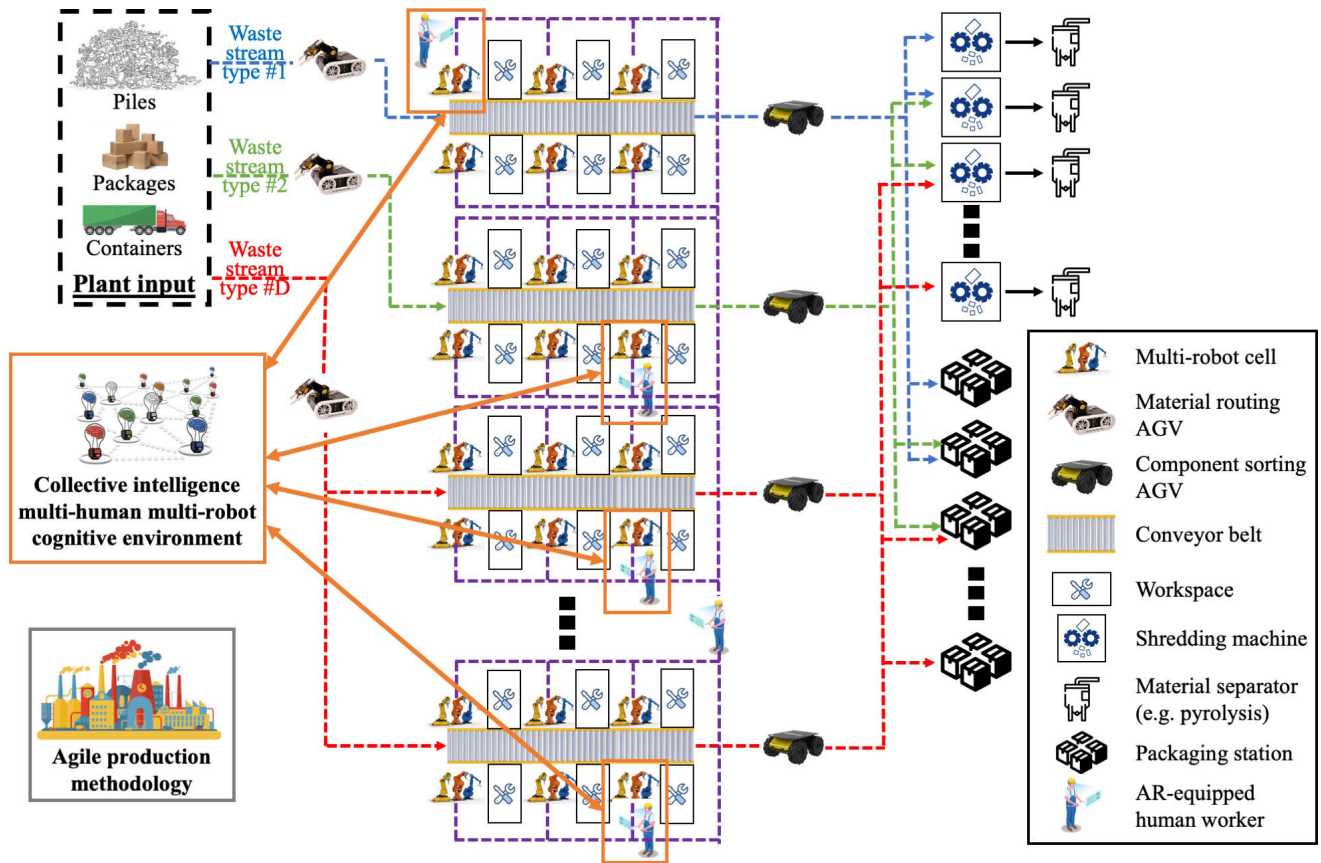 Piles
Packages
Containers
Plant input
Waste
stream
type #1
Waste
stream
type #2
Waste
stream
type #D
Collective intelligence
multi-human multi-robot
cognitive environment
Agile production
methodology
Multi-robot cell
Material routing
AGV
Component sorting
AGV
Conveyor belt
Workspace
Shredding machine
Material separator
(e.g. pyrolysis)
Packaging station
AR-equipped
human worker